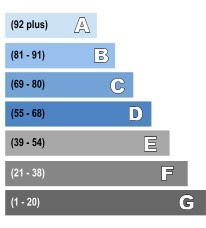 (92 plus) A
(81 - 91) B
(69 - 80) C
(55 - 68) D
(39 - 54) E
(21 - 38) F
(1 - 20) G